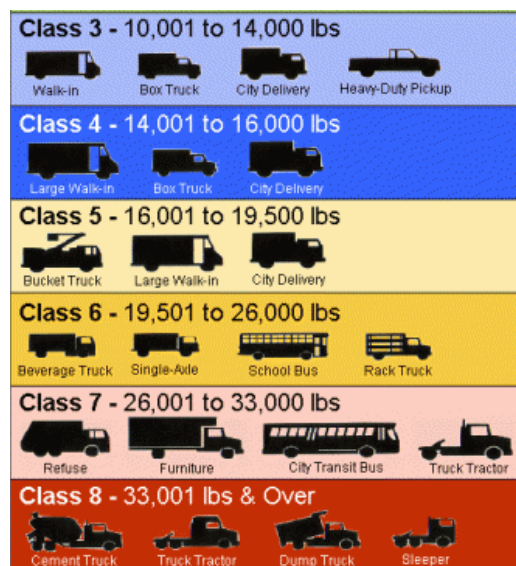 Class 3 - 10,001 to 14,000 lbs
Walk-in Box Truck City Delivery Heavy-Duty Pickup
Class 4 - 14,001 to 16,000 lbs
Large Walk-in Box Truck City Delivery
Class 5 - 16,001 to 19,500 lbs
Bucket Truck Large Walk-in City Delivery
Class 6 - 19,501 to 26,000 lbs
Beverage Truck Single-Axle School Bus Rack Truck
Class 7 - 26,001 to 33,000 lbs
Refuse Furniture City Transit Bus Truck Tractor
Class 8 - 33,001 lbs & Over
Cement Truck Truck Tractor Dump Truck Sleeper